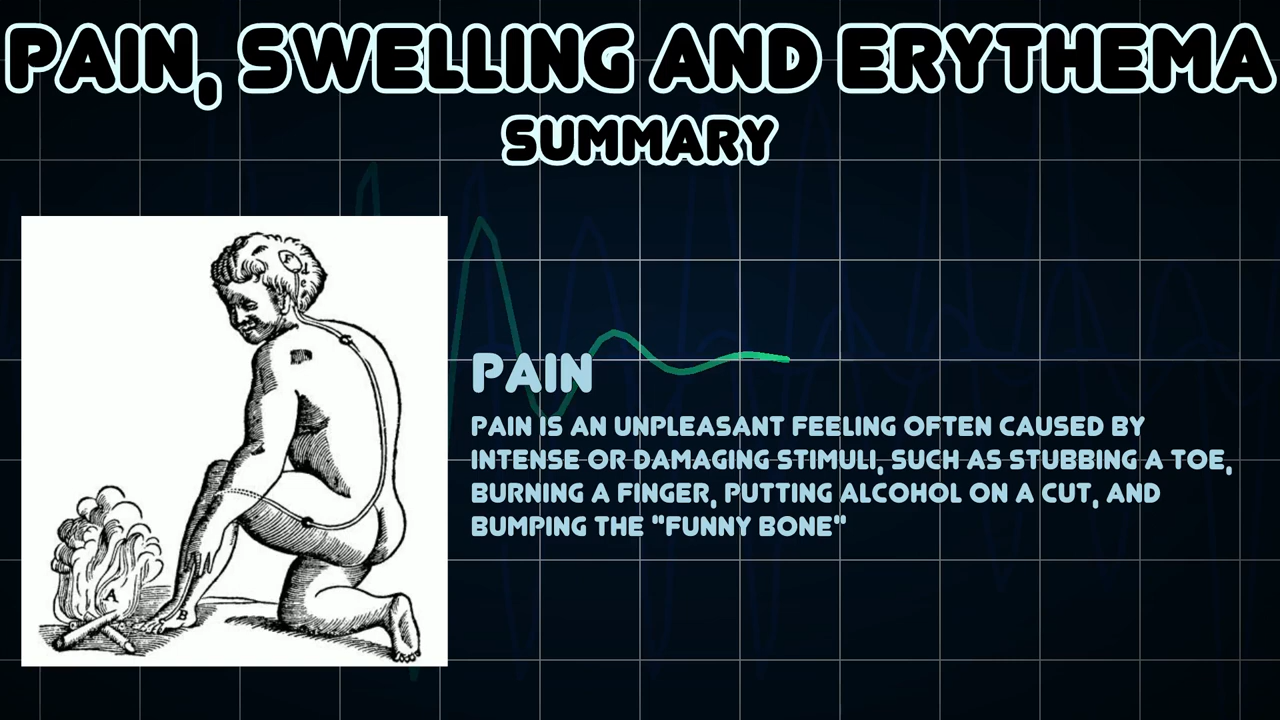 PAIN, SWELLING AND ERYTHEMA
SUMMARY
PAIN
PAIN IS AN UNPLEASANT FEELING OFTEN CAUSED BY
INTENSE OR DAMAGING STIMULI, SUCH AS STUBBING A TOE,
BURNING A FINGER, PUTTING ALCOHOL ON A CUT, AND
BUMPING THE "FUNNY BONE"
A
B